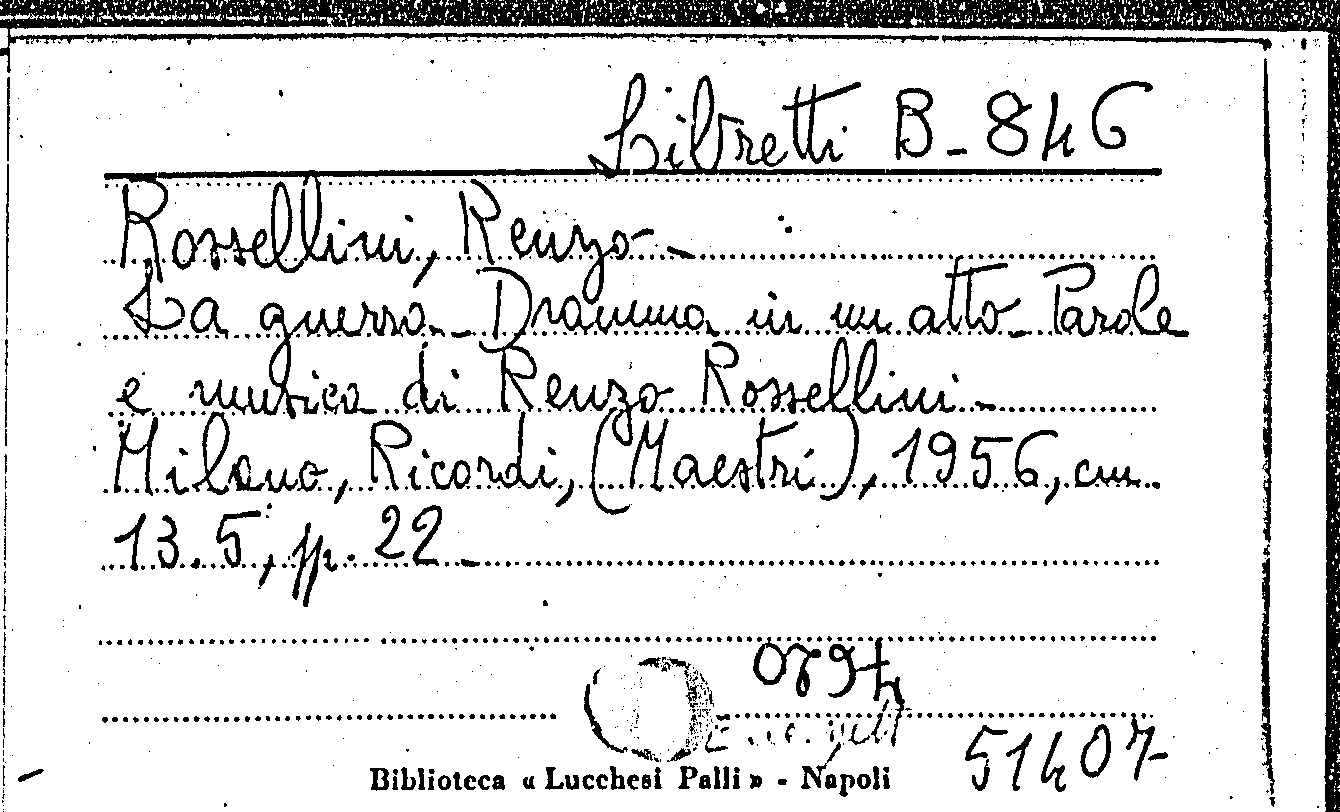 Libretti B-846
Rossellini, Renzo -
La guerra - Dramma in un atto - Parole
e musica di Renzo Rossellini -
Milano, Ricordi, (Maestri), 1956, cm.
13.5, pp. 22 -
51407
Biblioteca « Lucchesi Palli » - Napoli